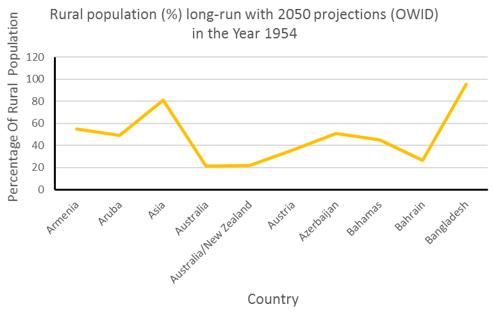 Rural population (%) long-run with 2050 projections (OWID)
in the Year 1954
Percentage Of Rural Population
120
100
80
60
40
20
0
Armenia
Aruba
Asia
Australia
Australia/New Zealand
Austria
Azerbaijan
Bahamas
Bahrain
Bangladesh
Country